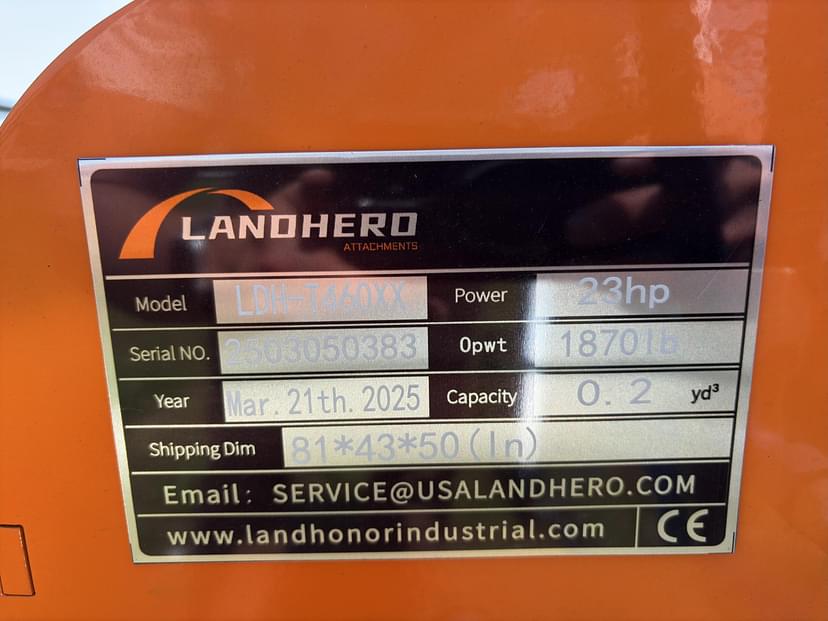 LANDHERO
ATTACHMENTS
Model LDH-T460XX Power 23hp
Serial NO. 2503050383 Opwt 1870lb
Year Mar. 21th. 2025 Capacity 0.2 yd³
Shipping Dim 81*43*50(In)
Email: SERVICE@USALANDHERO.COM
www.landhonorindustrial.com CE